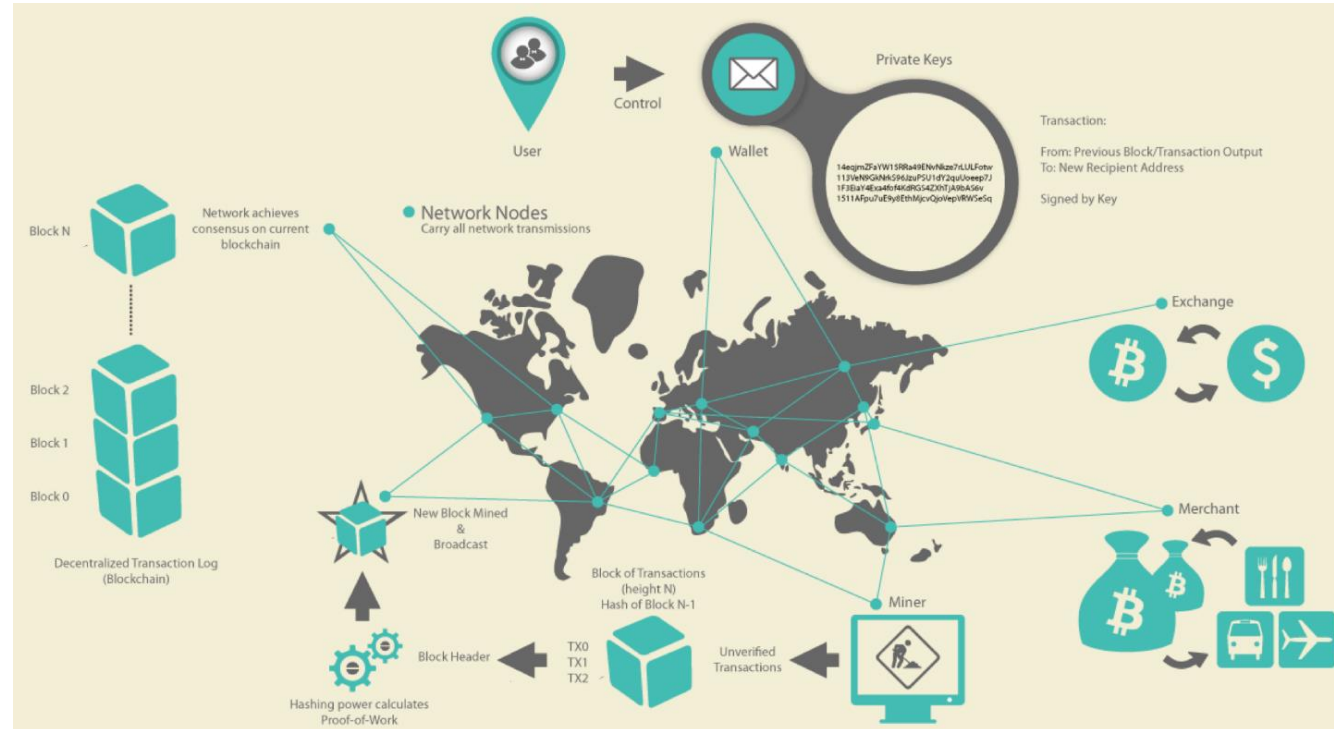 Private Keys
Control
User
Wallet
Transaction:
From: Previous Block/Transaction Output
To: New Recipient Address
Signed by Key
Block N
Network achieves
consensus on current
blockchain
Network Nodes
Carry all network transmissions
Exchange
Block 2
Block 1
Block 0
Decentralized Transaction Log
(Blockchain)
New Block Mined
&
Broadcast
Merchant
Block of Transactions
(height N)
Hash of Block N-1
Miner
Unverified
Transactions
TX0
TX1
TX2
Block Header
Hashing power calculates
Proof-of-Work